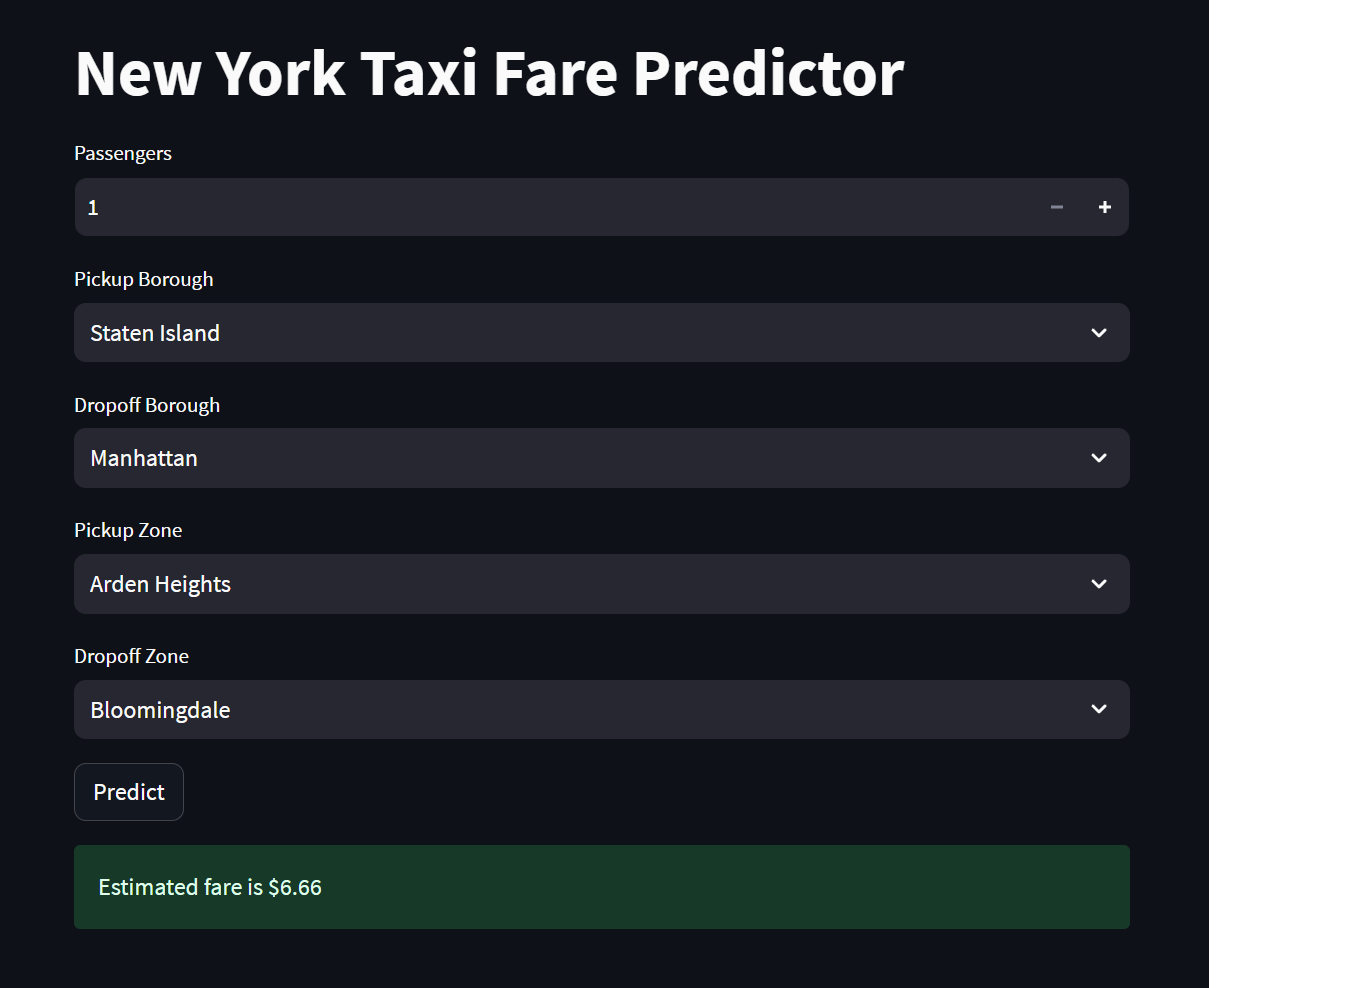 New York Taxi Fare Predictor
Passengers
1
Pickup Borough
Staten Island
Dropoff Borough
Manhattan
Pickup Zone
Arden Heights
Dropoff Zone
Bloomingdale
Predict
Estimated fare is $6.66